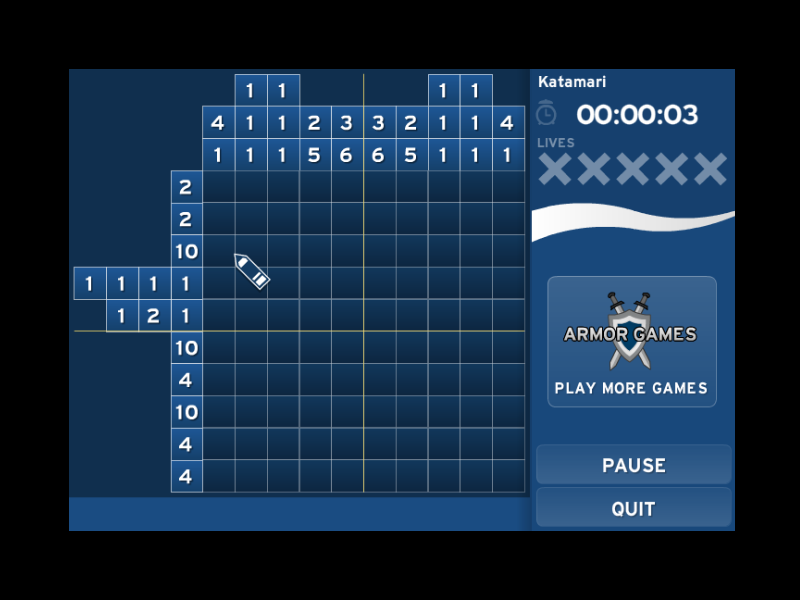 Katamari
00:00:03
LIVES
1 1 1 1
4 1 1 2 3 3 2 1 1 4
1 1 1 5 6 6 5 1 1 1
2
2
10
1 1 1 1
1 2 1
10
4
10
4
4
ARMOR GAMES
PLAY MORE GAMES
PAUSE
QUIT